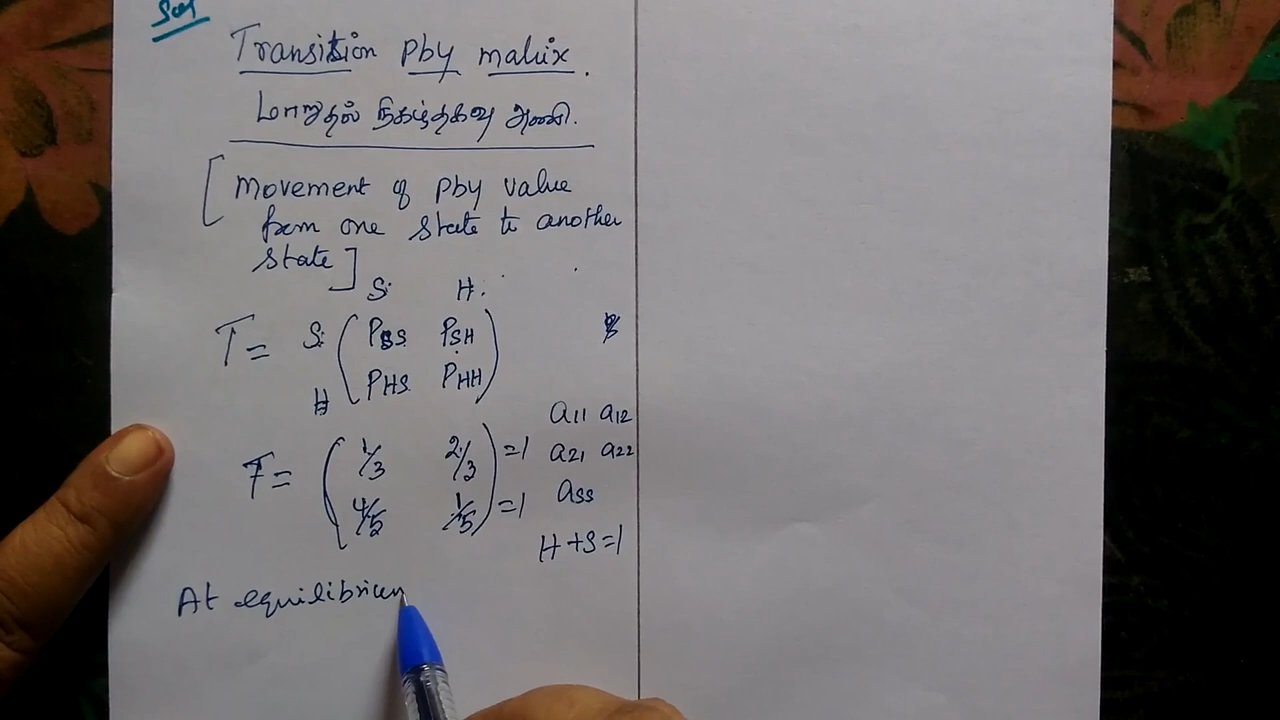 Sol
Transition pby matrix.
மாறுதல் நிகழ்தகவு அணி.
[Movement of pby value
from one state to another
state]
S H.
T = S (PSS PSH
H PHS PHH)
T = (1/3 2/3) =1
4/5 1/5) =1
a11 a12
a21 a22
ass
H+S=1
At equilibrium